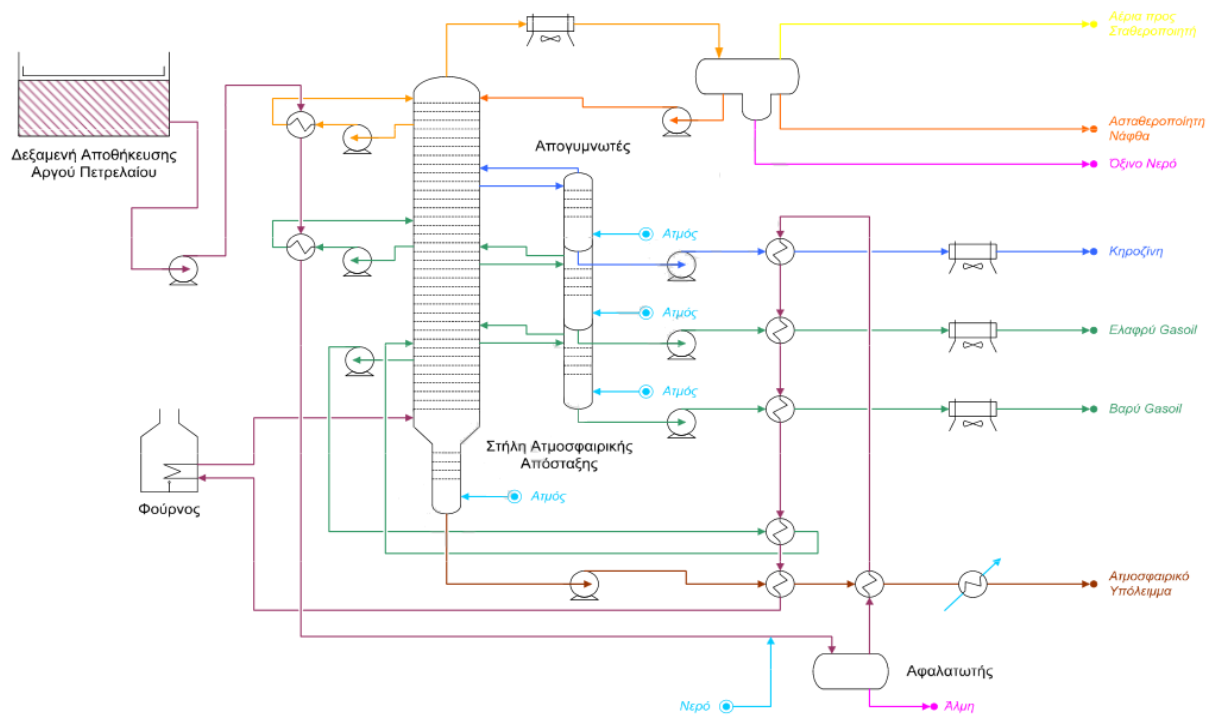 Αέρια προς
Σταθεροποιητή
Δεξαμενή Αποθήκευσης
Αργού Πετρελαίου
Ασταθεροποίητη
Νάφθα
Απογυμνωτές
Όξινο Νερό
Ατμός
Κηροζίνη
Ατμός
Ελαφρύ Gasoil
Ατμός
Βαρύ Gasoil
Στήλη Ατμοσφαιρικής
Απόσταξης
Φούρνος
Ατμός
Ατμοσφαιρικό
Υπόλειμμα
Αφαλατωτής
Νερό
Άλμη